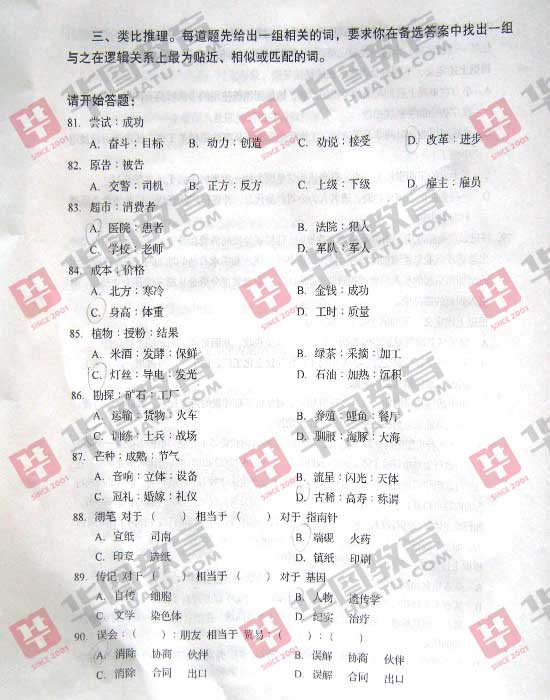 三、类比推理。每道题先给出一组相关的词，要求你在备选答案中找出一组
与之在逻辑关系上最为贴近、相似或匹配的词。
请开始答题：
81. 尝试：成功
A. 奋斗：目标 B. 动力：创造 C. 劝说：接受 D. 改革：进步
82. 原告：被告
A. 交警：司机 B. 正方：反方 C. 上级：下级 D. 雇主：雇员
83. 超市：消费者
A. 医院：患者 B. 法院：犯人
C. 学校：老师 D. 军队：军人
84. 成本：价格
A. 北方：寒冷 B. 金钱：成功
C. 身高：体重 D. 工时：质量
85. 植物：授粉：结果
A. 米酒：发酵：保鲜 B. 绿茶：采摘：加工
C. 灯丝：导电：发光 D. 石油：加热：沉积
86. 勘探：矿石：工厂
A. 运输：货物：火车 B. 养殖：鲤鱼：餐厅
C. 训练：士兵：战场 D. 驯服：海豚：大海
87. 芒种：成熟：节气
A. 音响：立体：设备 B. 流星：闪光：天体
C. 冠礼：婚嫁：礼仪 D. 古稀：高寿：称谓
88. 湖笔 对于 （ ） 相当于 （ ） 对于 指南针
A. 宣纸 司南 B. 端砚 火药
C. 印章 造纸 D. 镇纸 印刷
89. 传记 对于 （ ） 相当于 （ ） 对于 基因
A. 自传 细胞 B. 人物 遗传学
C. 文学 染色体 D. 纪实 治疗
90. 误会：（ ）：朋友 相当于 贸易：（ ）：（ ）
A. 消除 协商 伙伴 B. 误解 协商 伙伴
C. 消除 合同 出口 D. 误解 合同 出口
华图教育
HUATU.COM
SINCE 2001